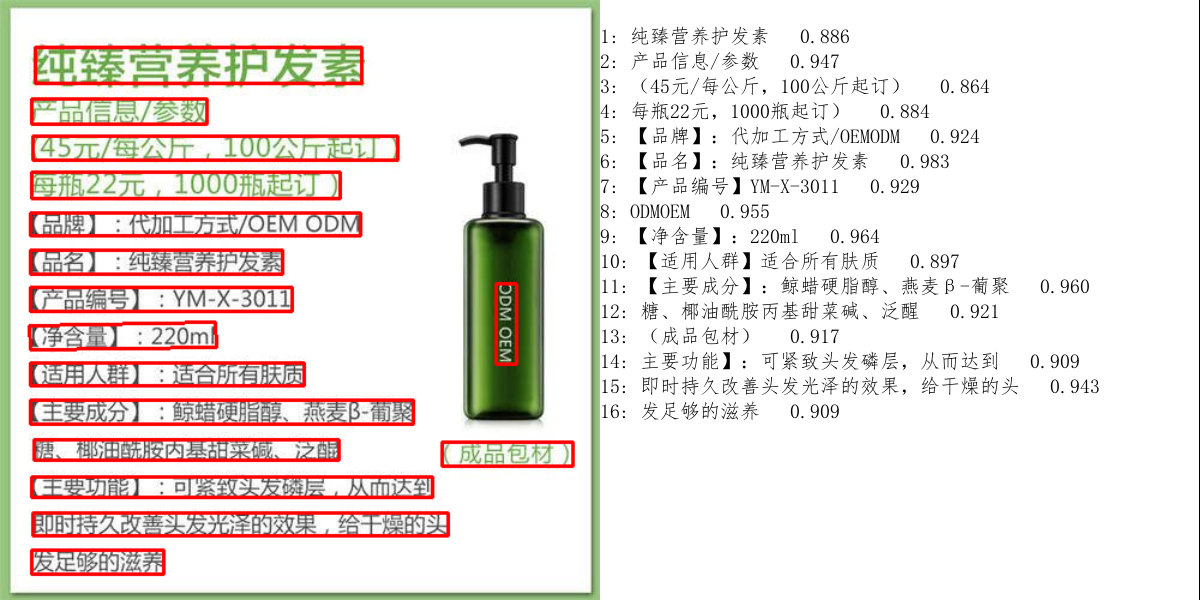 纯臻营养护发素
产品信息/参数
(45元/每公斤，100公斤起订)
每瓶22元，1000瓶起订)
【品牌】：代加工方式/OEM ODM
【品名】：纯臻营养护发素
【产品编号】：YM-X-3011
【净含量】：220ml
【适用人群】：适合所有肤质
【主要成分】：鲸蜡硬脂醇、燕麦β-葡聚
糖、椰油酰胺丙基甜菜碱、泛醌
【主要功能】：可紧致头发磷层，从而达到
即时持久改善头发光泽的效果，给干燥的头
发足够的滋养
ODM OEM
(成品包材)
1: 纯臻营养护发素 0.886
2: 产品信息/参数 0.947
3: （45元/每公斤，100公斤起订） 0.864
4: 每瓶22元，1000瓶起订） 0.884
5: 【品牌】：代加工方式/OEMODM 0.924
6: 【品名】：纯臻营养护发素 0.983
7: 【产品编号】YM-X-3011 0.929
8: ODMOEM 0.955
9: 【净含量】：220ml 0.964
10: 【适用人群】适合所有肤质 0.897
11: 【主要成分】：鲸蜡硬脂醇、燕麦β-葡聚 0.960
12: 糖、椰油酰胺丙基甜菜碱、泛醒 0.921
13: （成品包材） 0.917
14: 主要功能】：可紧致头发磷层，从而达到 0.909
15: 即时持久改善头发光泽的效果，给干燥的头 0.943
16: 发足够的滋养 0.909